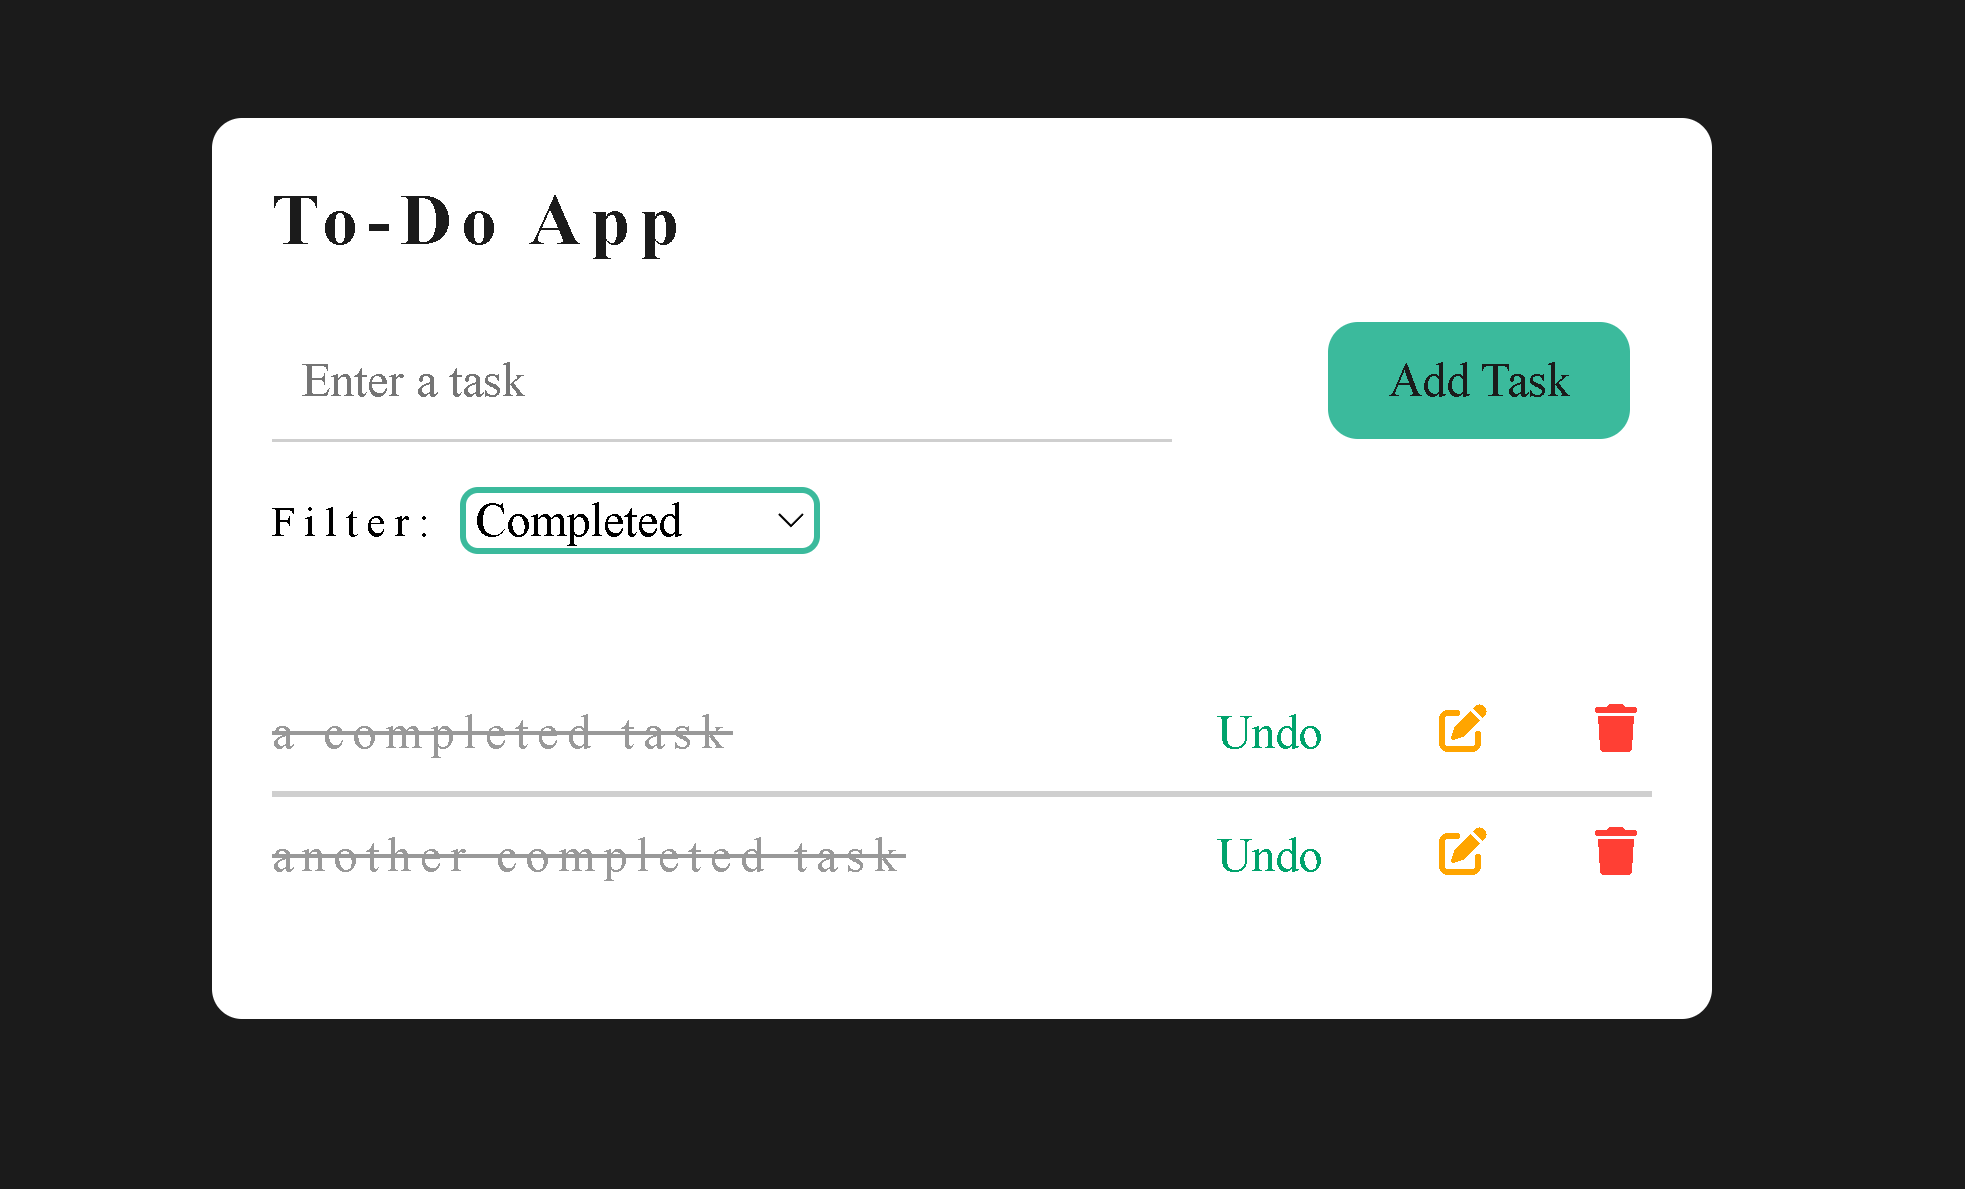 To-Do App
Enter a task
Add Task
Filter: Completed
a completed task Undo
another completed task Undo